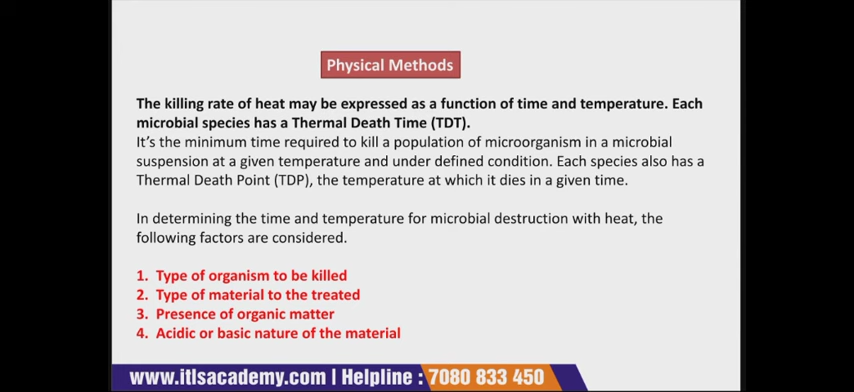 Physical Methods
The killing rate of heat may be expressed as a function of time and temperature. Each
microbial species has a Thermal Death Time (TDT).
It's the minimum time required to kill a population of microorganism in a microbial
suspension at a given temperature and under defined condition. Each species also has a
Thermal Death Point (TDP), the temperature at which it dies in a given time.
In determining the time and temperature for microbial destruction with heat, the
following factors are considered.
1. Type of organism to be killed
2. Type of material to the treated
3. Presence of organic matter
4. Acidic or basic nature of the material
www.itlsacademy.com | Helpline : 7080 833 450